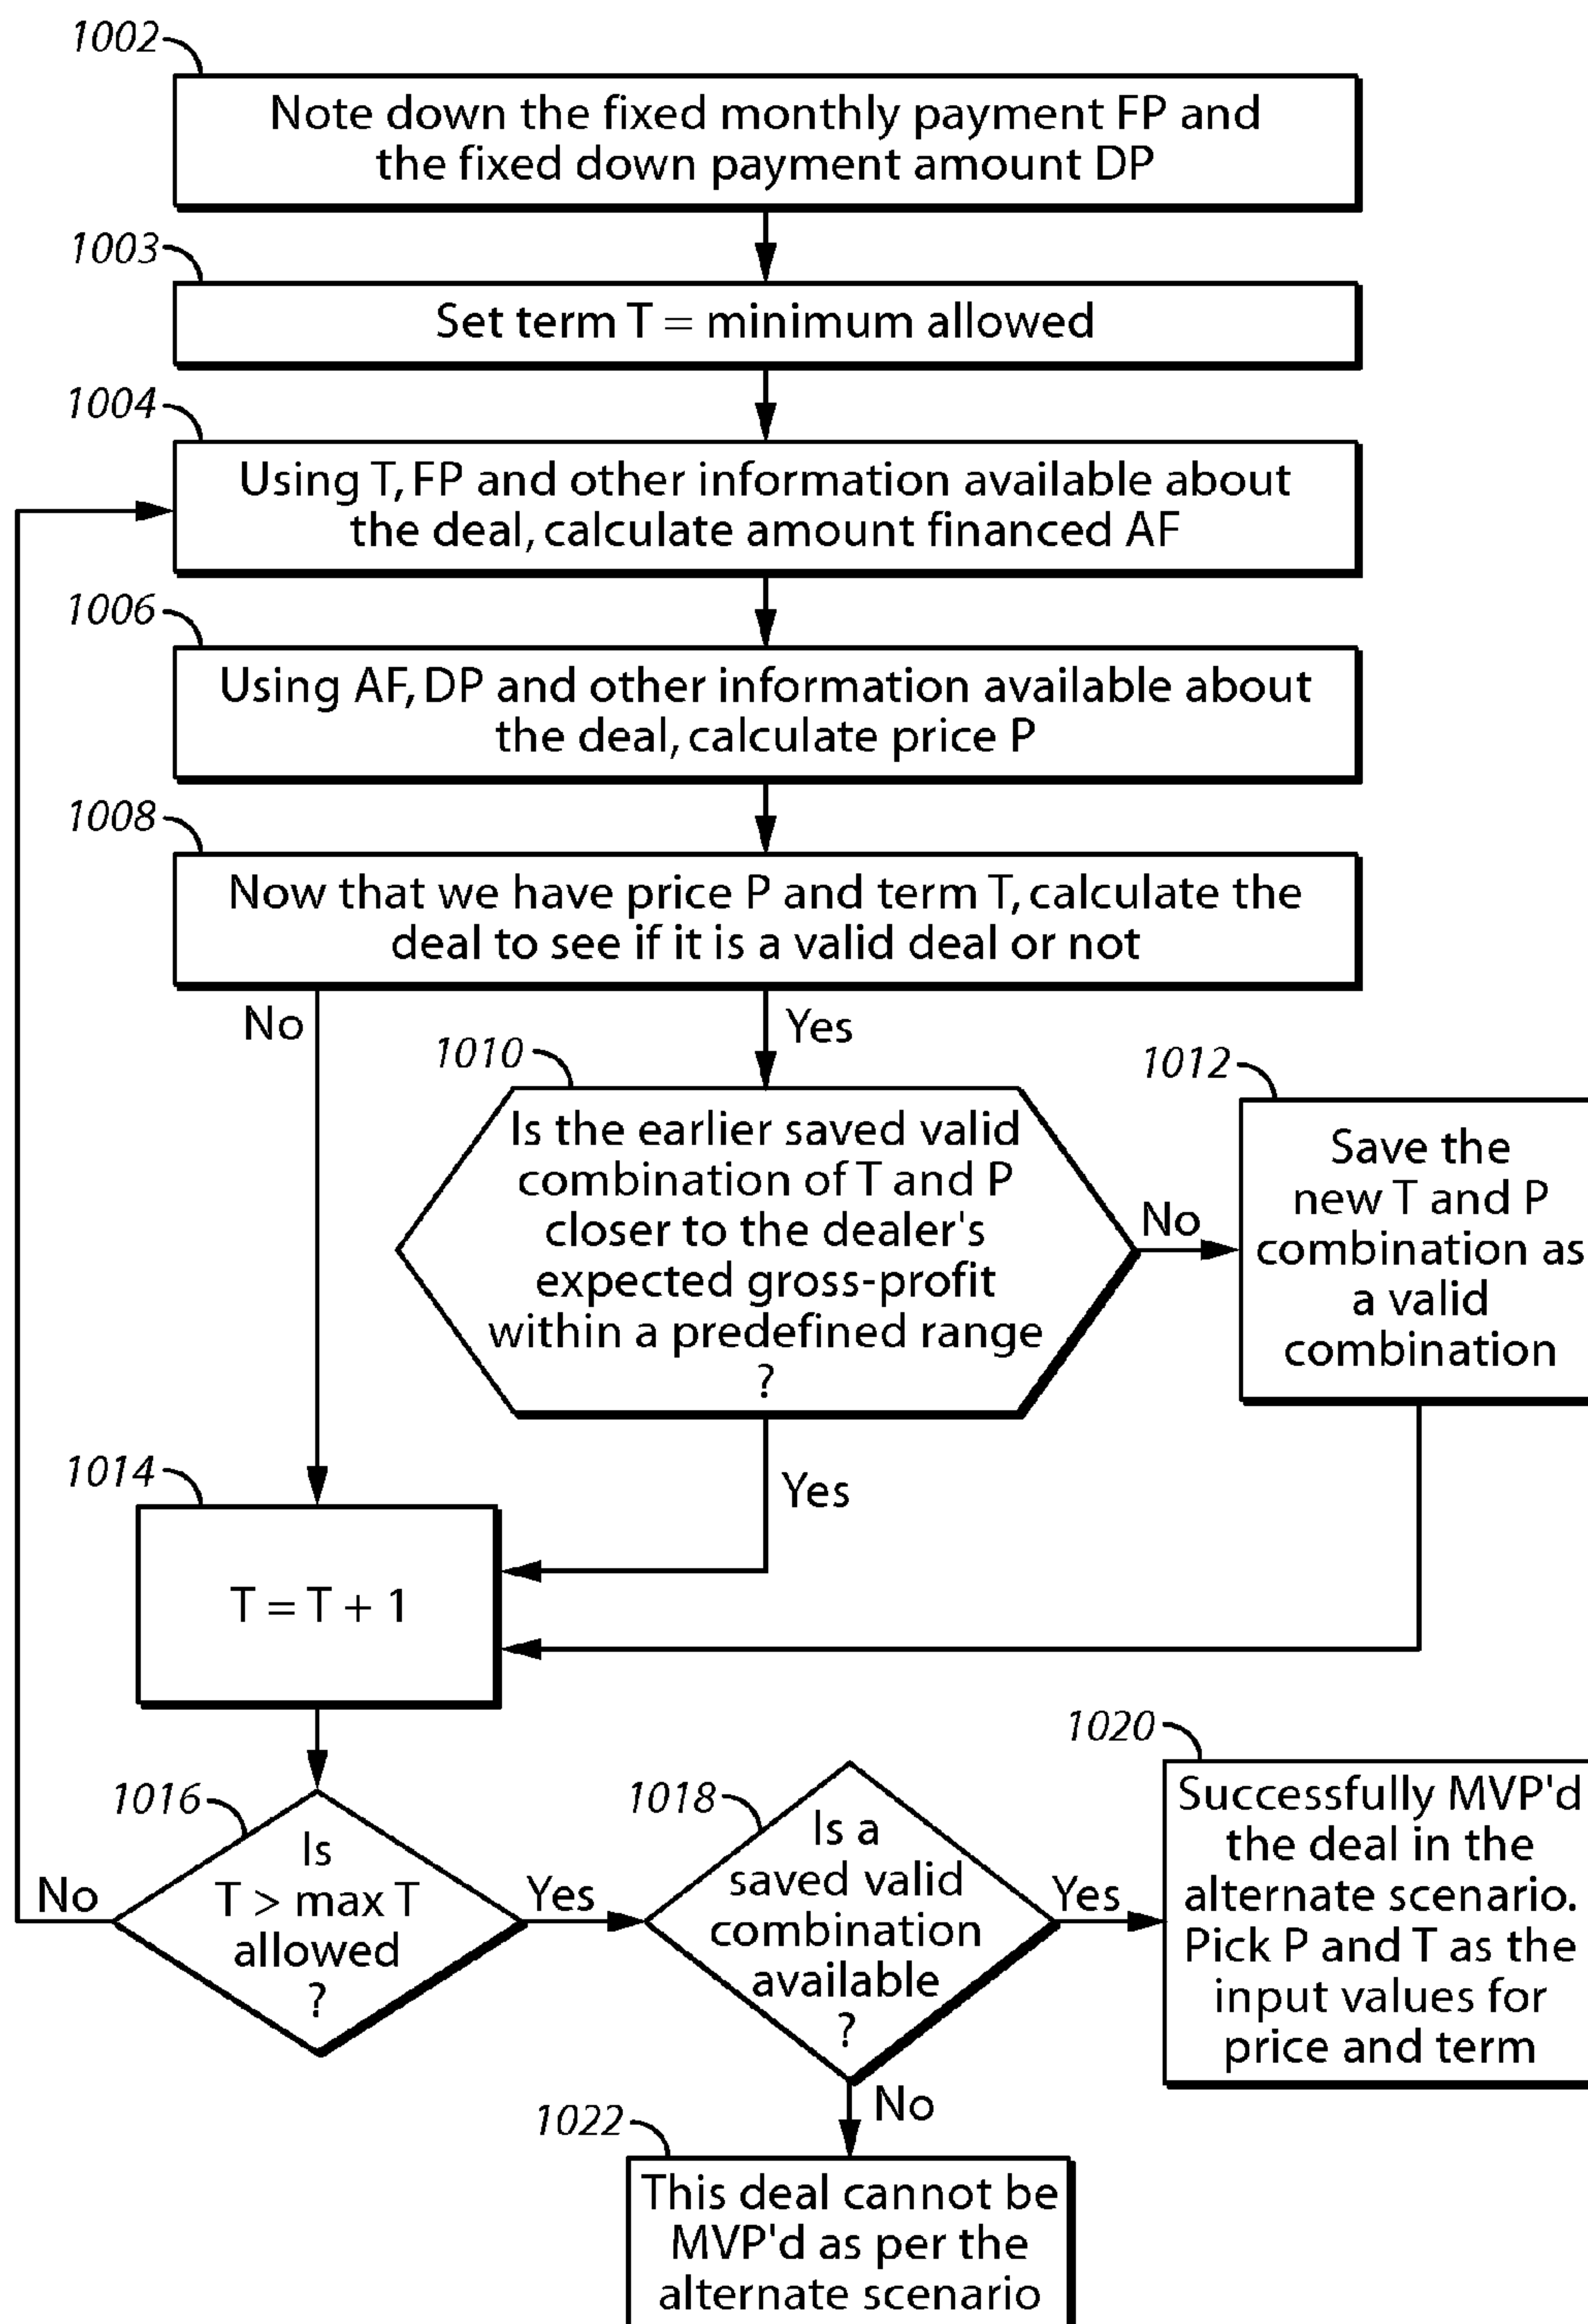 1002
Note down the fixed monthly payment FP and
the fixed down payment amount DP
1003
Set term T = minimum allowed
1004
Using T, FP and other information available about
the deal, calculate amount financed AF
1006
Using AF, DP and other information available about
the deal, calculate price P
1008
Now that we have price P and term T, calculate the
deal to see if it is a valid deal or not
No
Yes
1010
Is the earlier saved valid
combination of T and P
closer to the dealer's
expected gross-profit
within a predefined range
?
No
1012
Save the
new T and P
combination as
a valid
combination
Yes
1014
T = T + 1
1016
Is
T > max T
allowed
?
No
Yes
1018
Is a
saved valid
combination
available
?
Yes
1020
Successfully MVP'd
the deal in the
alternate scenario.
Pick P and T as the
input values for
price and term
No
1022
This deal cannot be
MVP'd as per the
alternate scenario